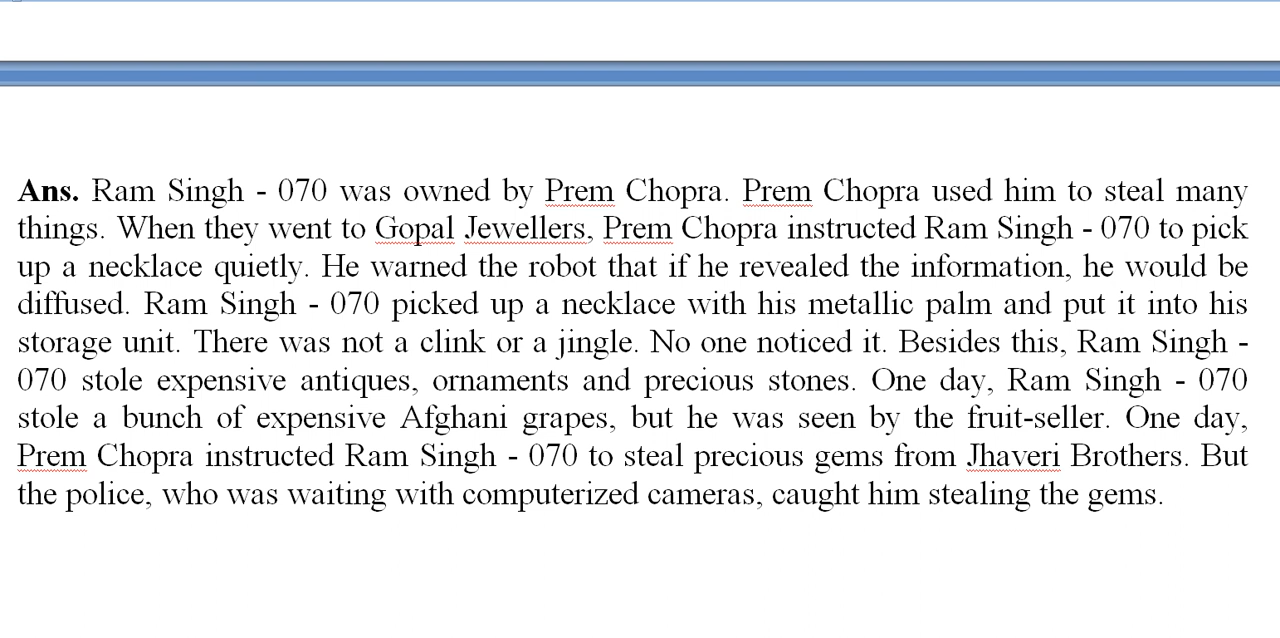 Ans. Ram Singh - 070 was owned by Prem Chopra. Prem Chopra used him to steal many
things. When they went to Gopal Jewellers, Prem Chopra instructed Ram Singh - 070 to pick
up a necklace quietly. He warned the robot that if he revealed the information, he would be
diffused. Ram Singh - 070 picked up a necklace with his metallic palm and put it into his
storage unit. There was not a clink or a jingle. No one noticed it. Besides this, Ram Singh -
070 stole expensive antiques, ornaments and precious stones. One day, Ram Singh - 070
stole a bunch of expensive Afghani grapes, but he was seen by the fruit-seller. One day,
Prem Chopra instructed Ram Singh - 070 to steal precious gems from Jhaveri Brothers. But
the police, who was waiting with computerized cameras, caught him stealing the gems.